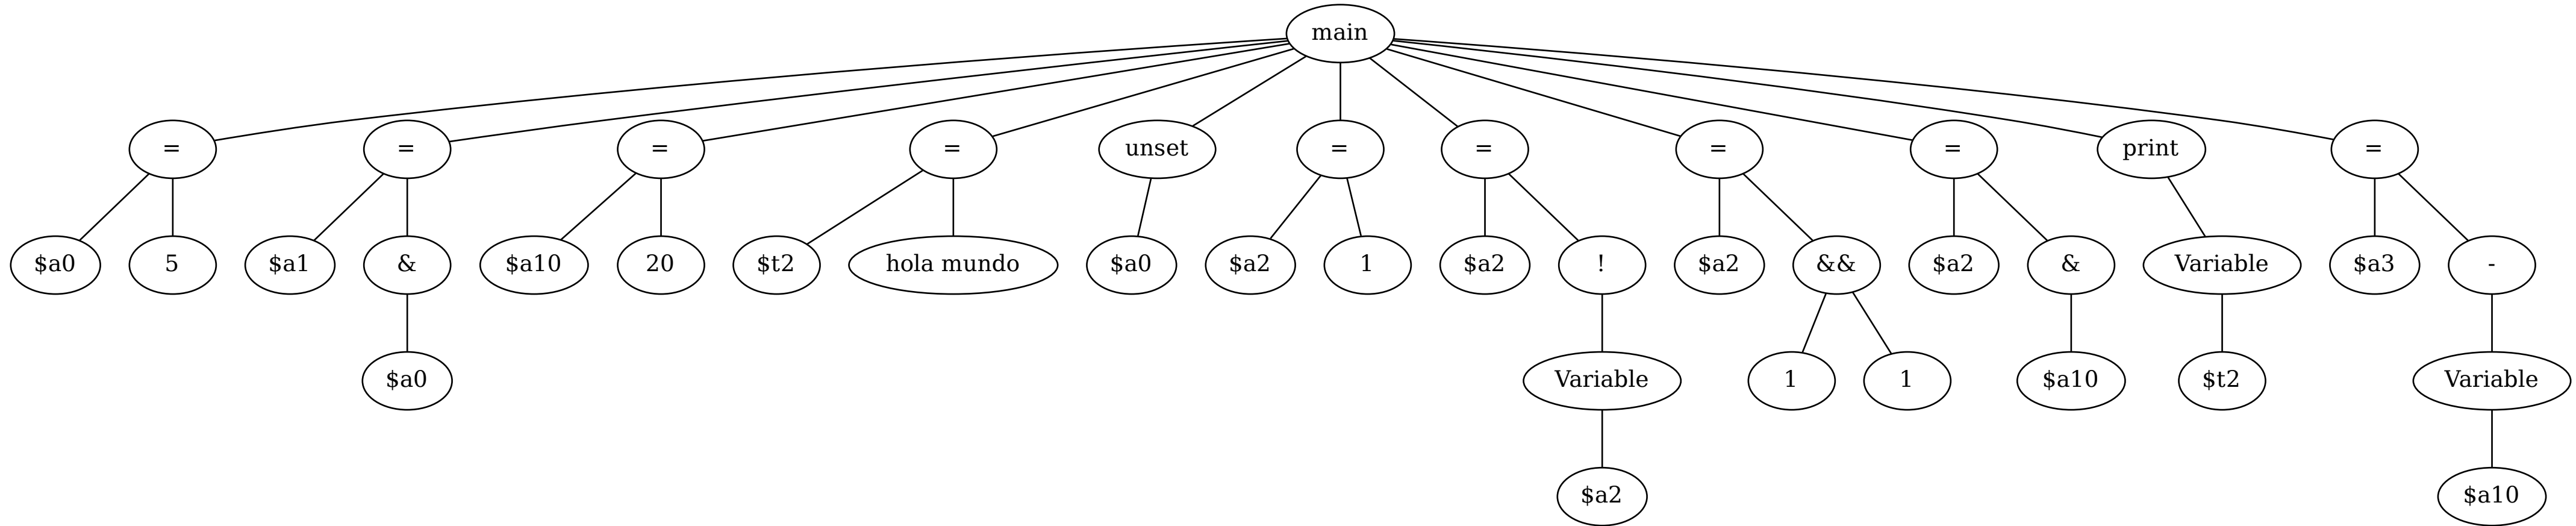 main
= = = = unset = = = = print =
$a0 5 $a1 & $a10 20 $t2 hola mundo $a0 $a2 1 $a2 ! $a2 && $a2 & Variable $a3 -
$a0 Variable 1 1 $a10 $t2 Variable
$a2 $a10